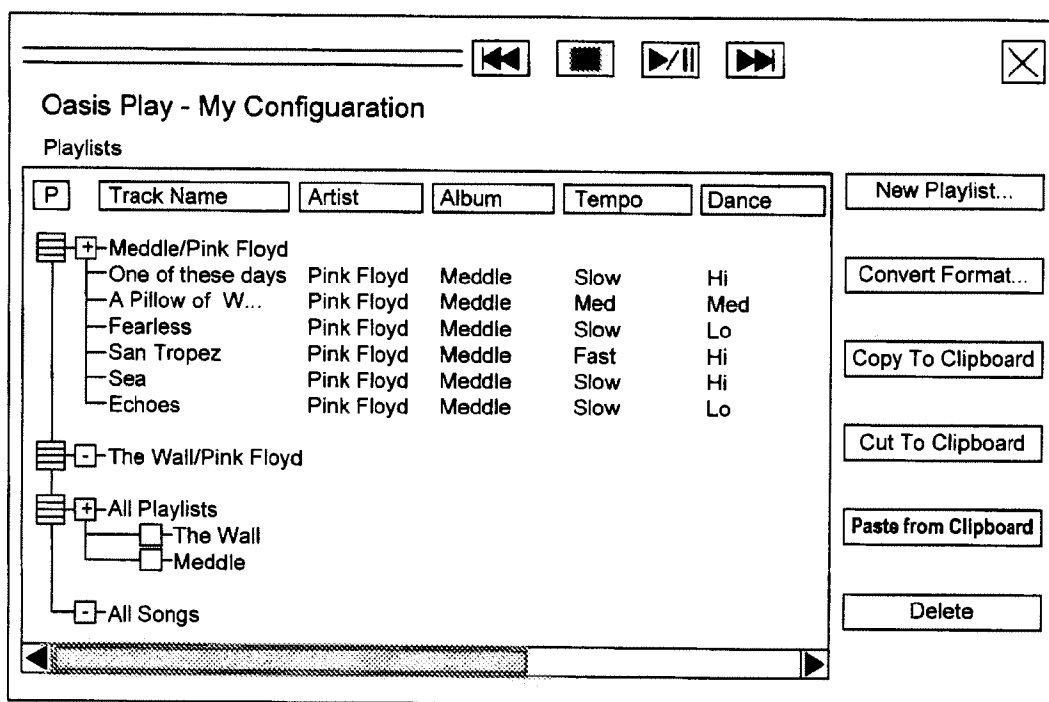 Oasis Play - My Configuaration
Playlists
P Track Name Artist Album Tempo Dance
+ Meddle/Pink Floyd
One of these days Pink Floyd Meddle Slow Hi
A Pillow of W... Pink Floyd Meddle Med Med
Fearless Pink Floyd Meddle Slow Lo
San Tropez Pink Floyd Meddle Fast Hi
Sea Pink Floyd Meddle Slow Hi
Echoes Pink Floyd Meddle Slow Lo
- The Wall/Pink Floyd
+ All Playlists
The Wall
Meddle
- All Songs
New Playlist...
Convert Format...
Copy To Clipboard
Cut To Clipboard
Paste from Clipboard
Delete